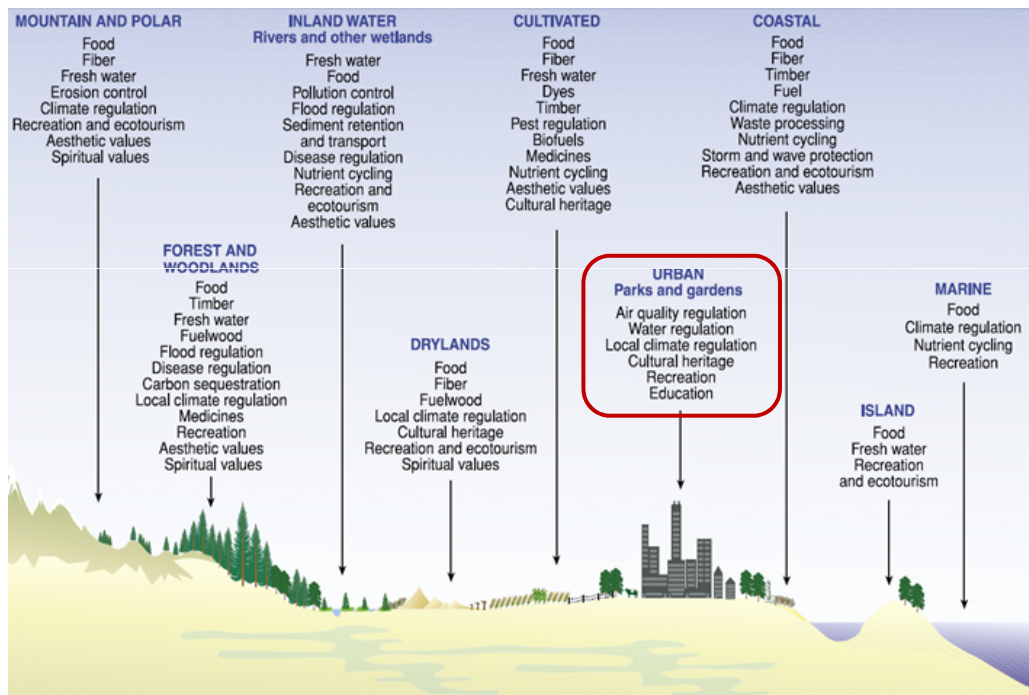 MOUNTAIN AND POLAR
Food
Fiber
Fresh water
Erosion control
Climate regulation
Recreation and ecotourism
Aesthetic values
Spiritual values
INLAND WATER
Rivers and other wetlands
Fresh water
Food
Pollution control
Flood regulation
Sediment retention
and transport
Disease regulation
Nutrient cycling
Recreation and
ecotourism
Aesthetic values
CULTIVATED
Food
Fiber
Fresh water
Dyes
Timber
Pest regulation
Biofuels
Medicines
Nutrient cycling
Aesthetic values
Cultural heritage
COASTAL
Food
Fiber
Timber
Fuel
Climate regulation
Waste processing
Nutrient cycling
Storm and wave protection
Recreation and ecotourism
Aesthetic values
FOREST AND
WOODLANDS
Food
Timber
Fresh water
Fuelwood
Flood regulation
Disease regulation
Carbon sequestration
Local climate regulation
Medicines
Recreation
Aesthetic values
Spiritual values
DRYLANDS
Food
Fiber
Fuelwood
Local climate regulation
Cultural heritage
Recreation and ecotourism
Spiritual values
URBAN
Parks and gardens
Air quality regulation
Water regulation
Local climate regulation
Cultural heritage
Recreation
Education
MARINE
Food
Climate regulation
Nutrient cycling
Recreation
ISLAND
Food
Fresh water
Recreation
and ecotourism